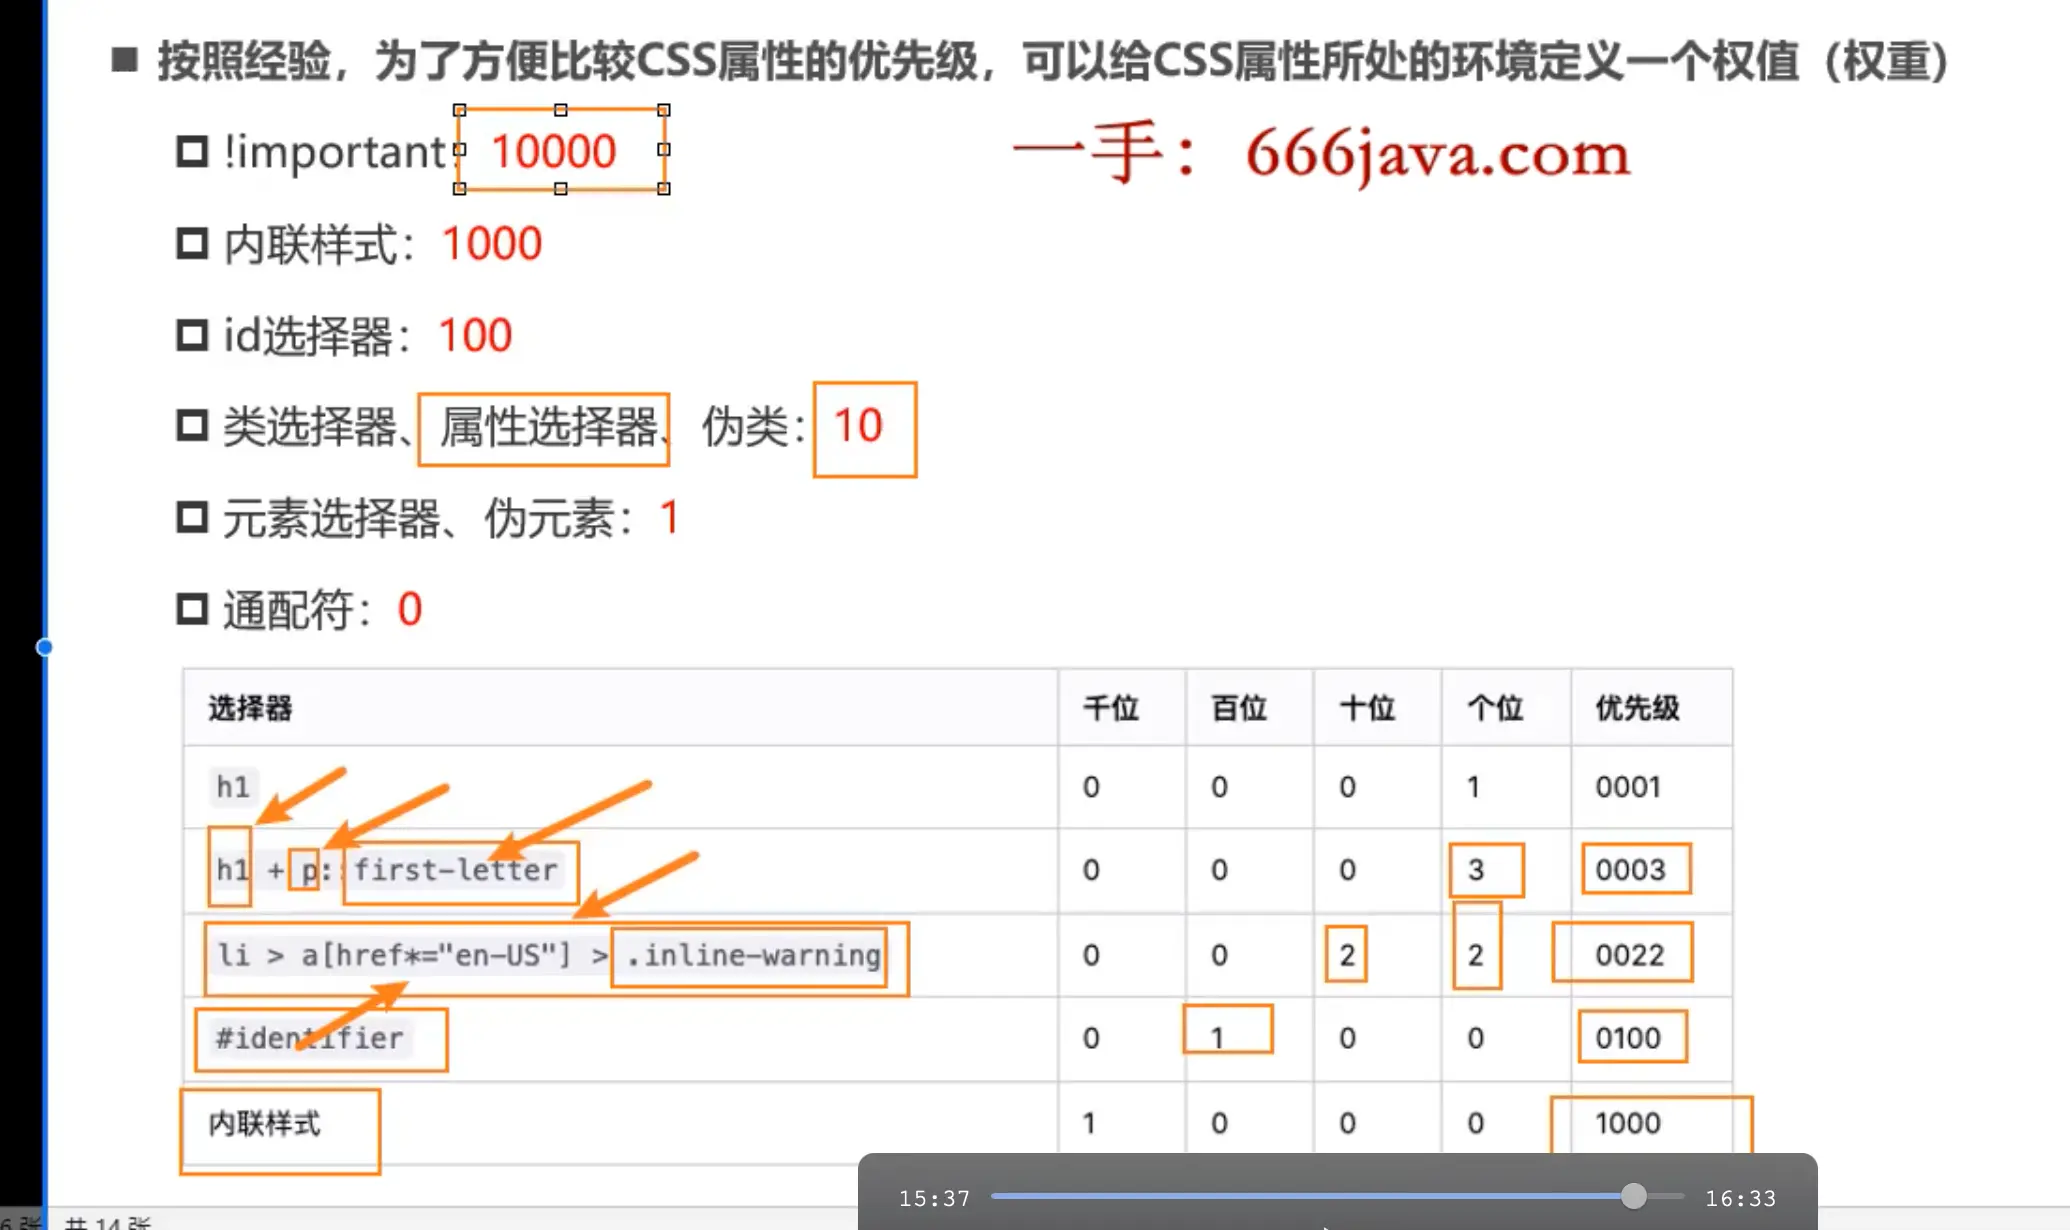 按照经验，为了方便比较CSS属性的优先级，可以给CSS属性所处的环境定义一个权值（权重）
!important：10000
一手：666java.com
内联样式：1000
id选择器：100
类选择器、属性选择器、伪类：10
元素选择器、伪元素：1
通配符：0
选择器 千位 百位 十位 个位 优先级
h1 0 0 0 1 0001
h1 + p::first-letter 0 0 0 3 0003
li > a[href*="en-US"] > .inline-warning 0 0 2 2 0022
#identifier 0 1 0 0 0100
内联样式 1 0 0 0 1000
15:37 16:33
6 张，共 14 张